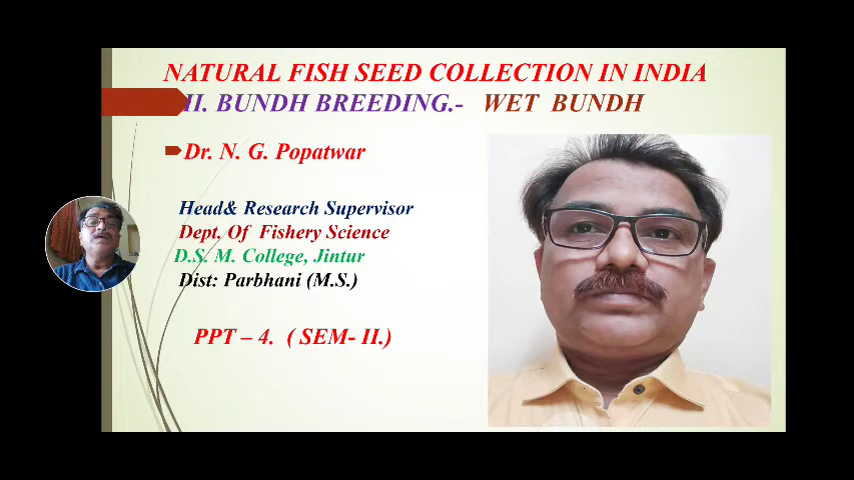 NATURAL FISH SEED COLLECTION IN INDIA
II. BUNDH BREEDING.- WET BUNDH
Dr. N. G. Popatwar
Head& Research Supervisor
Dept. Of Fishery Science
D.S. M. College, Jintur
Dist: Parbhani (M.S.)
PPT – 4. ( SEM- II.)